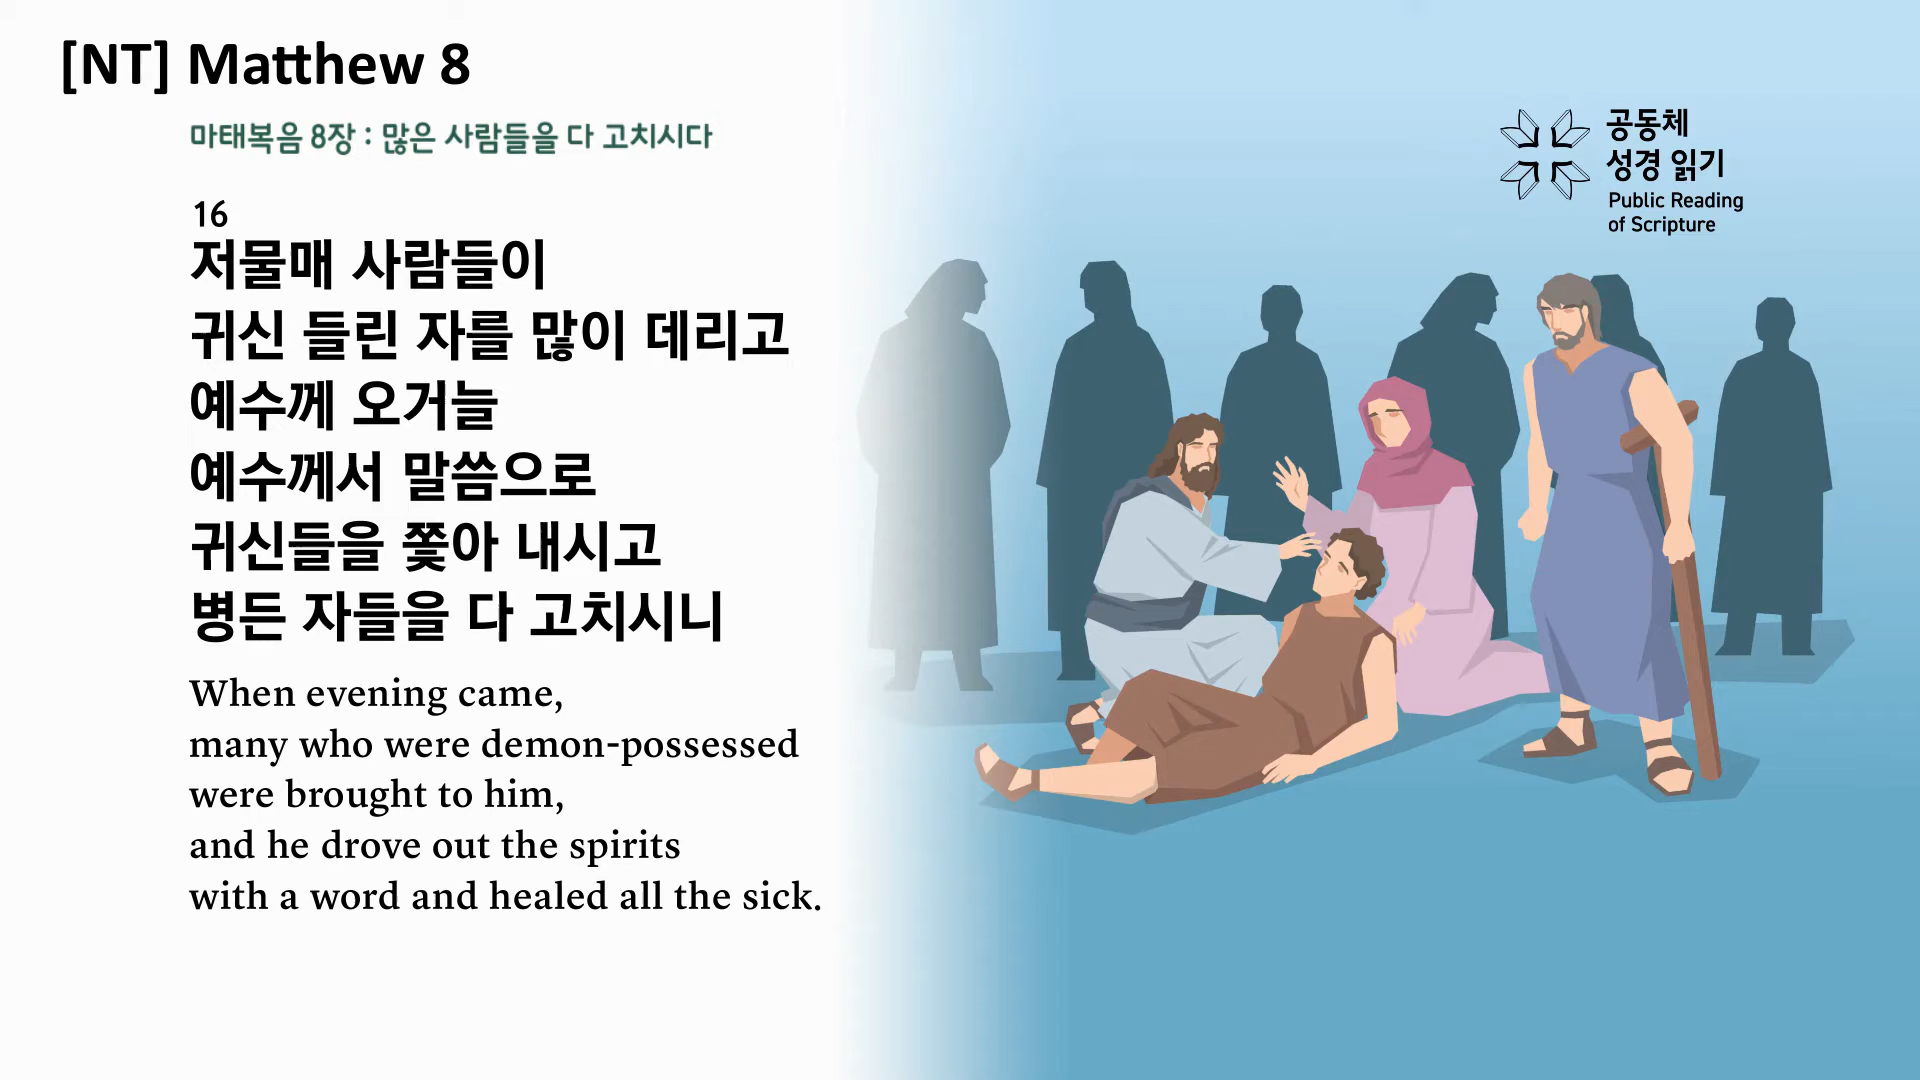 [NT] Matthew 8
마태복음 8장 : 많은 사람들을 다 고치시다
16
저물매 사람들이
귀신 들린 자를 많이 데리고
예수께 오거늘
예수께서 말씀으로
귀신들을 쫓아 내시고
병든 자들을 다 고치시니
When evening came,
many who were demon-possessed
were brought to him,
and he drove out the spirits
with a word and healed all the sick.
공동체
성경 읽기
Public Reading
of Scripture